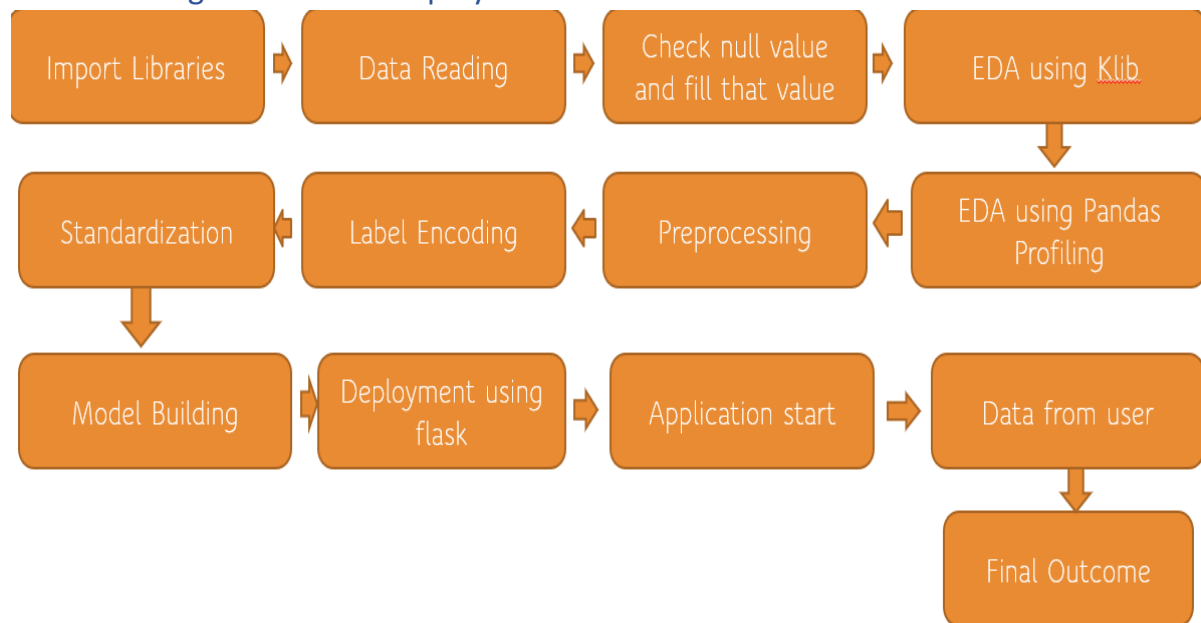 Import Libraries
Data Reading
Check null value
and fill that value
EDA using Klib
EDA using Pandas
Profiling
Preprocessing
Label Encoding
Standardization
Model Building
Deployment using
flask
Application start
Data from user
Final Outcome